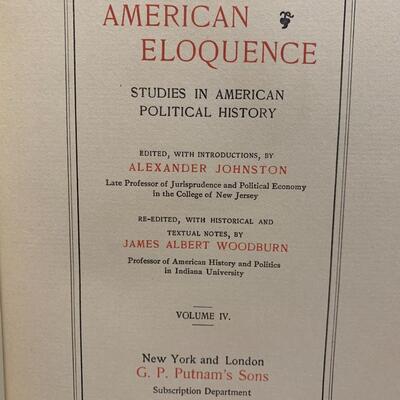 AMERICAN
ELOQUENCE
STUDIES IN AMERICAN
POLITICAL HISTORY
EDITED, WITH INTRODUCTIONS, BY
ALEXANDER JOHNSTON
Late Professor of Jurisprudence and Political Economy
in the College of New Jersey
RE-EDITED, WITH HISTORICAL AND
TEXTUAL NOTES, BY
JAMES ALBERT WOODBURN
Professor of American History and Politics in
Indiana University
VOLUME IV.
New York and London
G. P. Putnam's Sons
Subscription Department